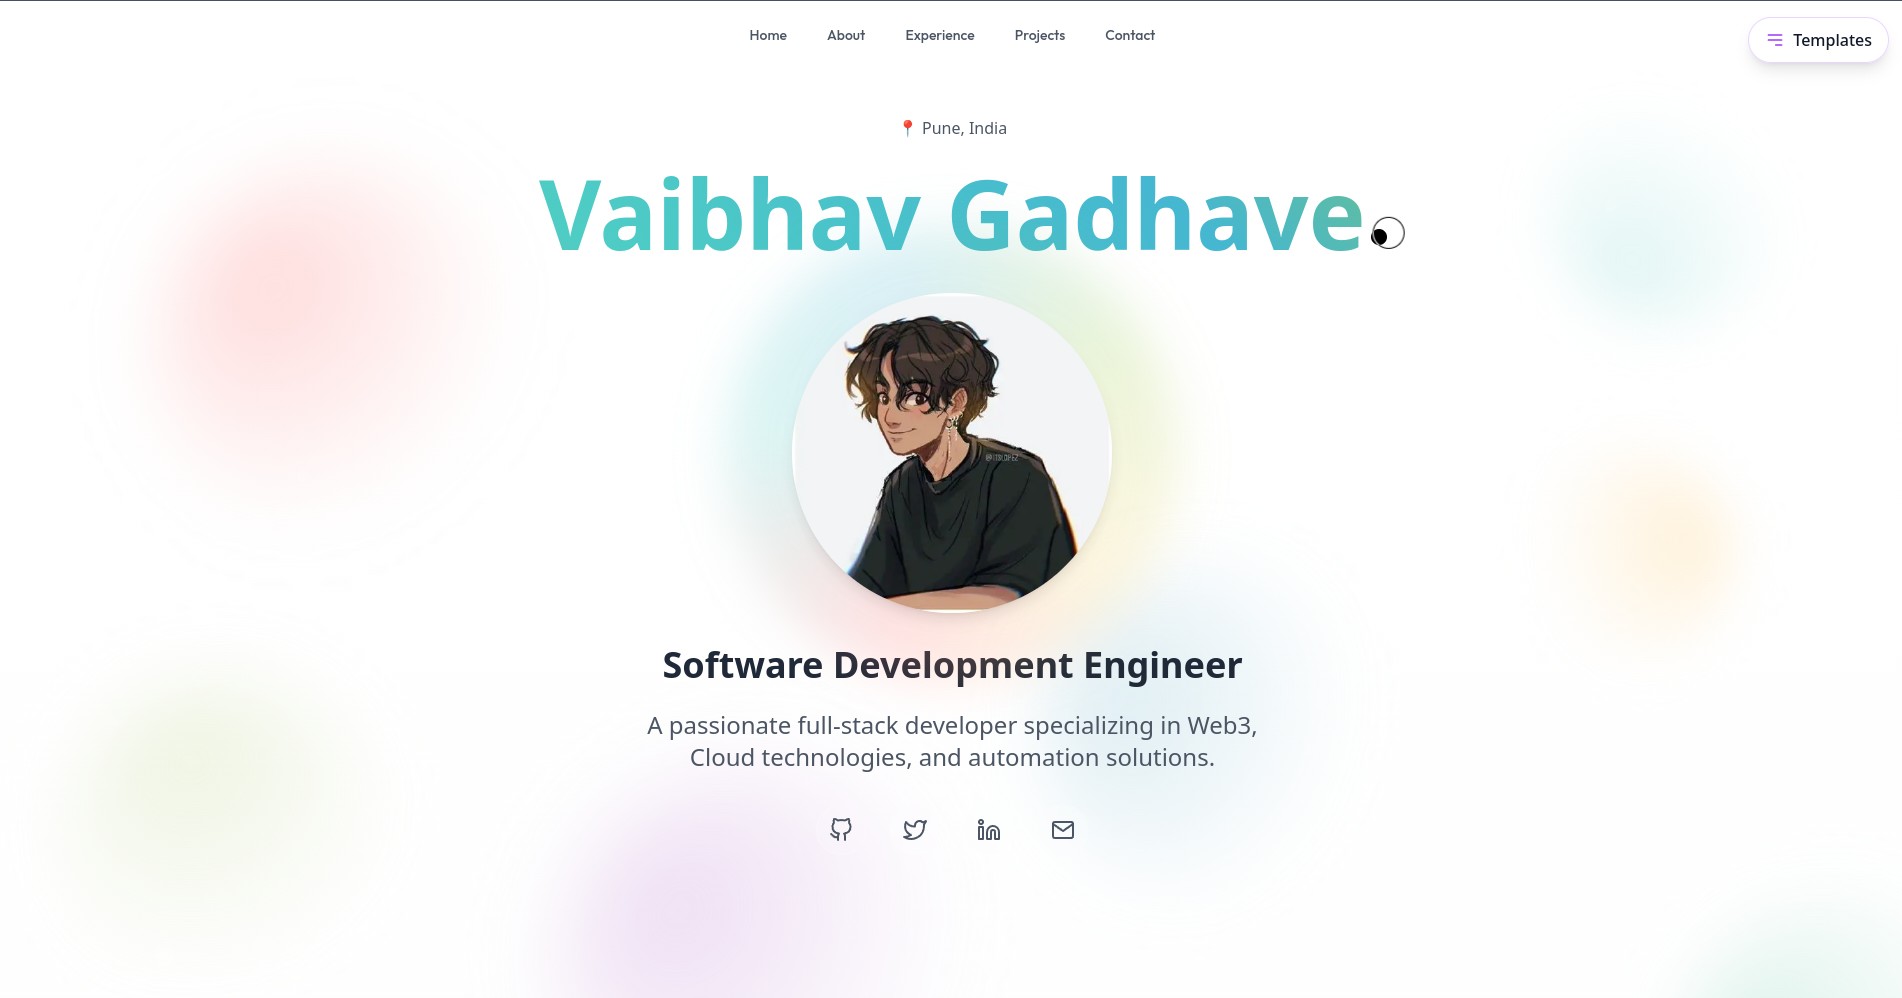 Home About Experience Projects Contact
Templates
Pune, India
Vaibhav Gadhave
Software Development Engineer
A passionate full-stack developer specializing in Web3,
Cloud technologies, and automation solutions.